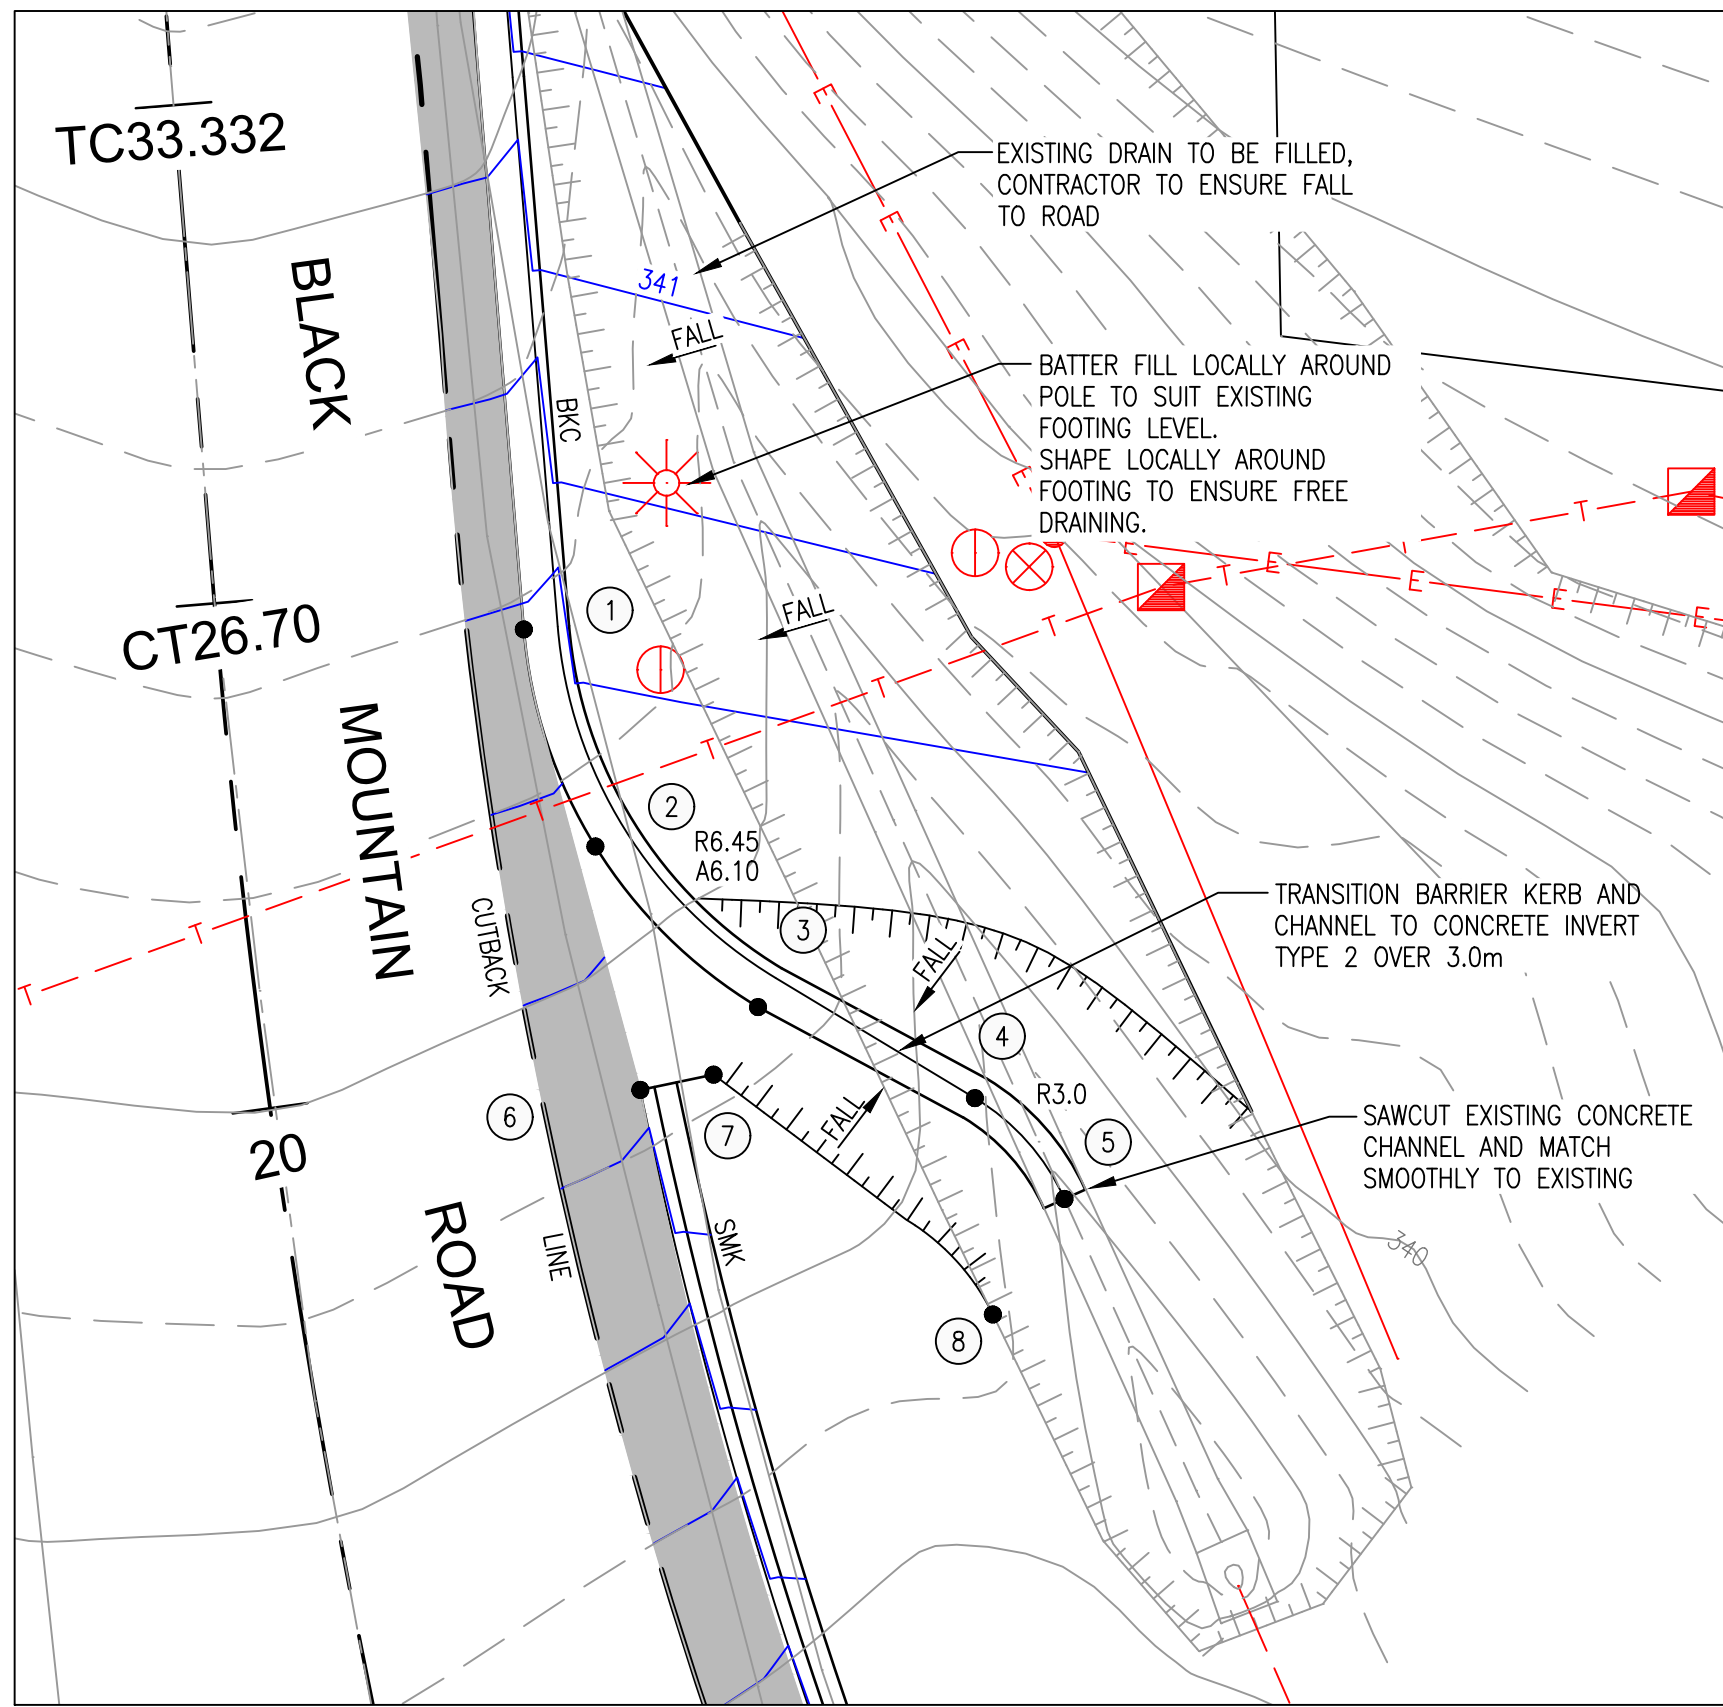 TC33.332
BLACK
CT26.70
MOUNTAIN
20
ROAD
EXISTING DRAIN TO BE FILLED,
CONTRACTOR TO ENSURE FALL
TO ROAD
341
FALL
BATTER FILL LOCALLY AROUND
POLE TO SUIT EXISTING
FOOTING LEVEL.
SHAPE LOCALLY AROUND
FOOTING TO ENSURE FREE
DRAINING.
BKC
1
FALL
2
R6.45
A6.10
3
CUTBACK
LINE
FALL
TRANSITION BARRIER KERB AND
CHANNEL TO CONCRETE INVERT
TYPE 2 OVER 3.0m
4
R3.0
FALL
5
SAWCUT EXISTING CONCRETE
CHANNEL AND MATCH
SMOOTHLY TO EXISTING
6
7
SMK
8
340
E
E
E
E
E
E
E
E
E
T
T
T
T
T
T
T
T
T